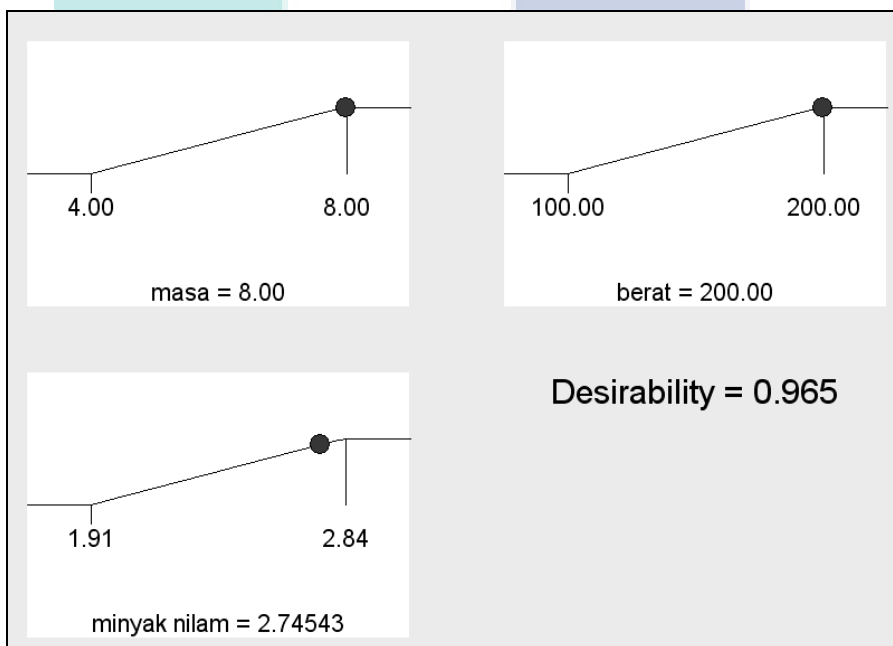 4.00 8.00
masa = 8.00
100.00 200.00
berat = 200.00
1.91 2.84
minyak nilam = 2.74543
Desirability = 0.965